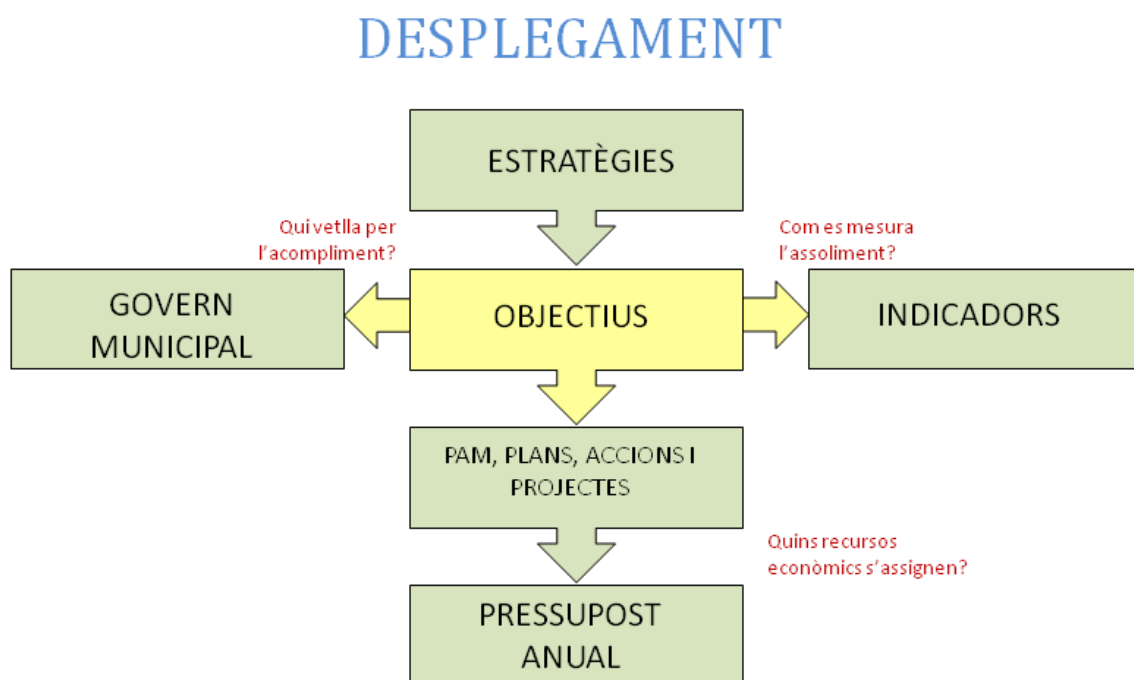 DESPLEGAMENT
ESTRATÈGIES
Qui vetlla per
l'acompliment?
Com es mesura
l'assoliment?
GOVERN
MUNICIPAL
OBJECTIUS
INDICADORS
PAM, PLANS, ACCIONS I
PROJECTES
Quins recursos
econòmics s'assignen?
PRESSUPOST
ANUAL